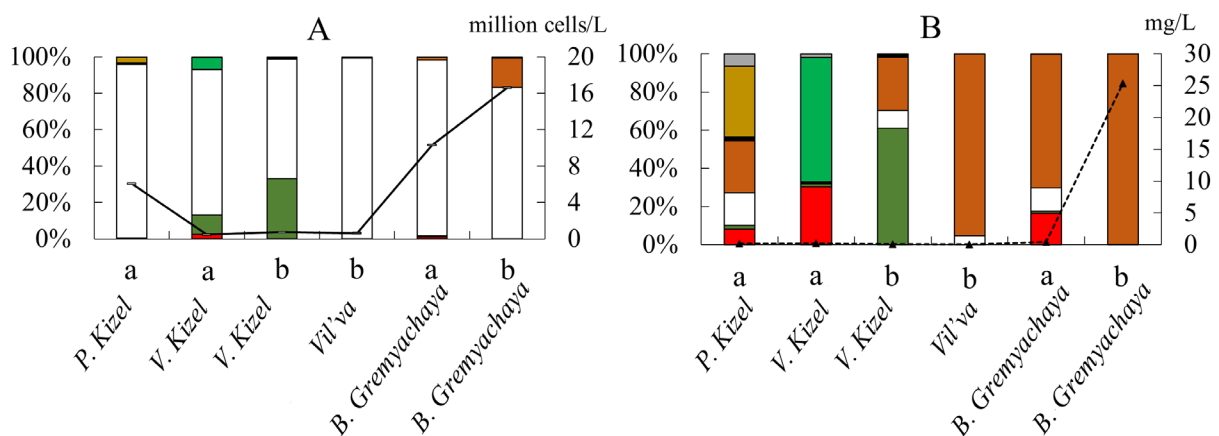 A
million cells/L
100%
80%
60%
40%
20%
0%
20
16
12
8
4
0
a
a
b
b
a
b
P. Kizel
V. Kizel
V. Kizel
Vil'va
B. Gremyachaya
B. Gremyachaya
B
mg/L
100%
80%
60%
40%
20%
0%
30
25
20
15
10
5
0
a
a
b
b
a
b
P. Kizel
V. Kizel
V. Kizel
Vil'va
B. Gremyachaya
B. Gremyachaya